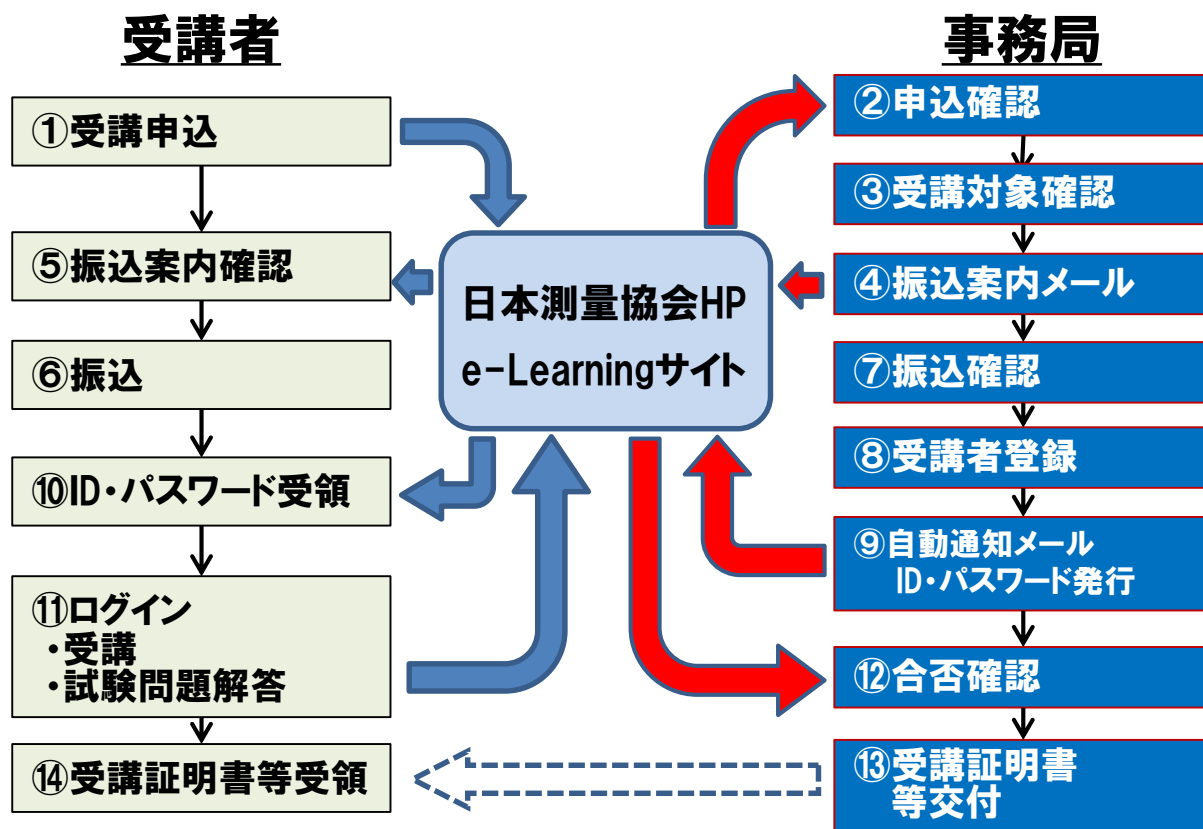 受講者
事務局
①受講申込
②申込確認
③受講対象確認
⑤振込案内確認
④振込案内メール
日本測量協会HP
e-Learningサイト
⑥振込
⑦振込確認
⑧受講者登録
⑩ID・パスワード受領
⑨自動通知メール
ID・パスワード発行
⑪ログイン
・受講
・試験問題解答
⑫合否確認
⑭受講証明書等受領
⑬受講証明書
等交付